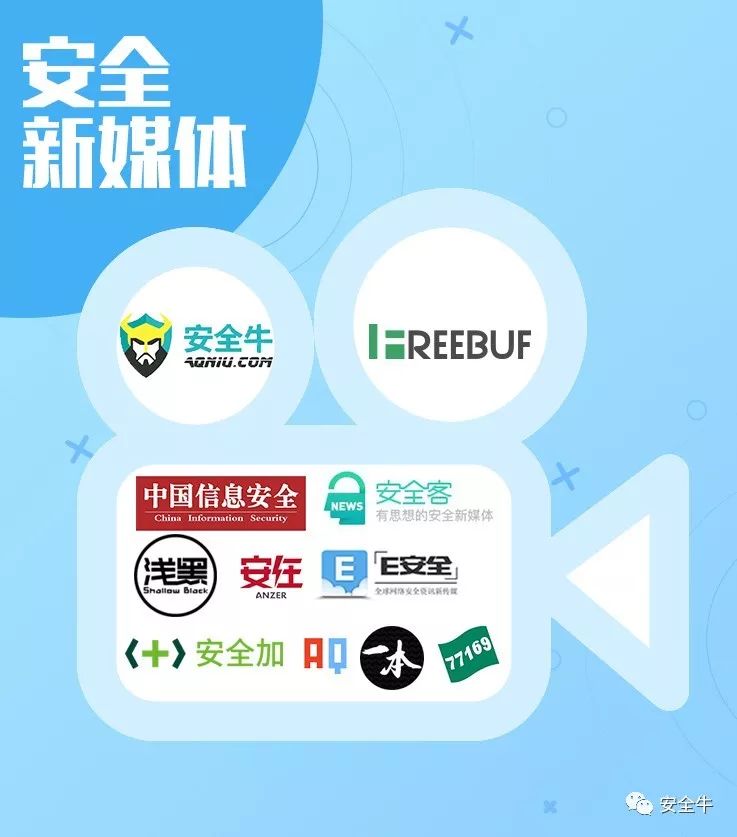 安全
新媒体
安全牛
AQNIU.COM
FREEBUF
中国信息安全
China Information Security
NEWS
安全客
有思想的安全新媒体
浅黑
Shallow Black
安在
ANZER
E
E安全
全球网络安全资讯新传媒
安全加
AQ
一本
77169
安全牛